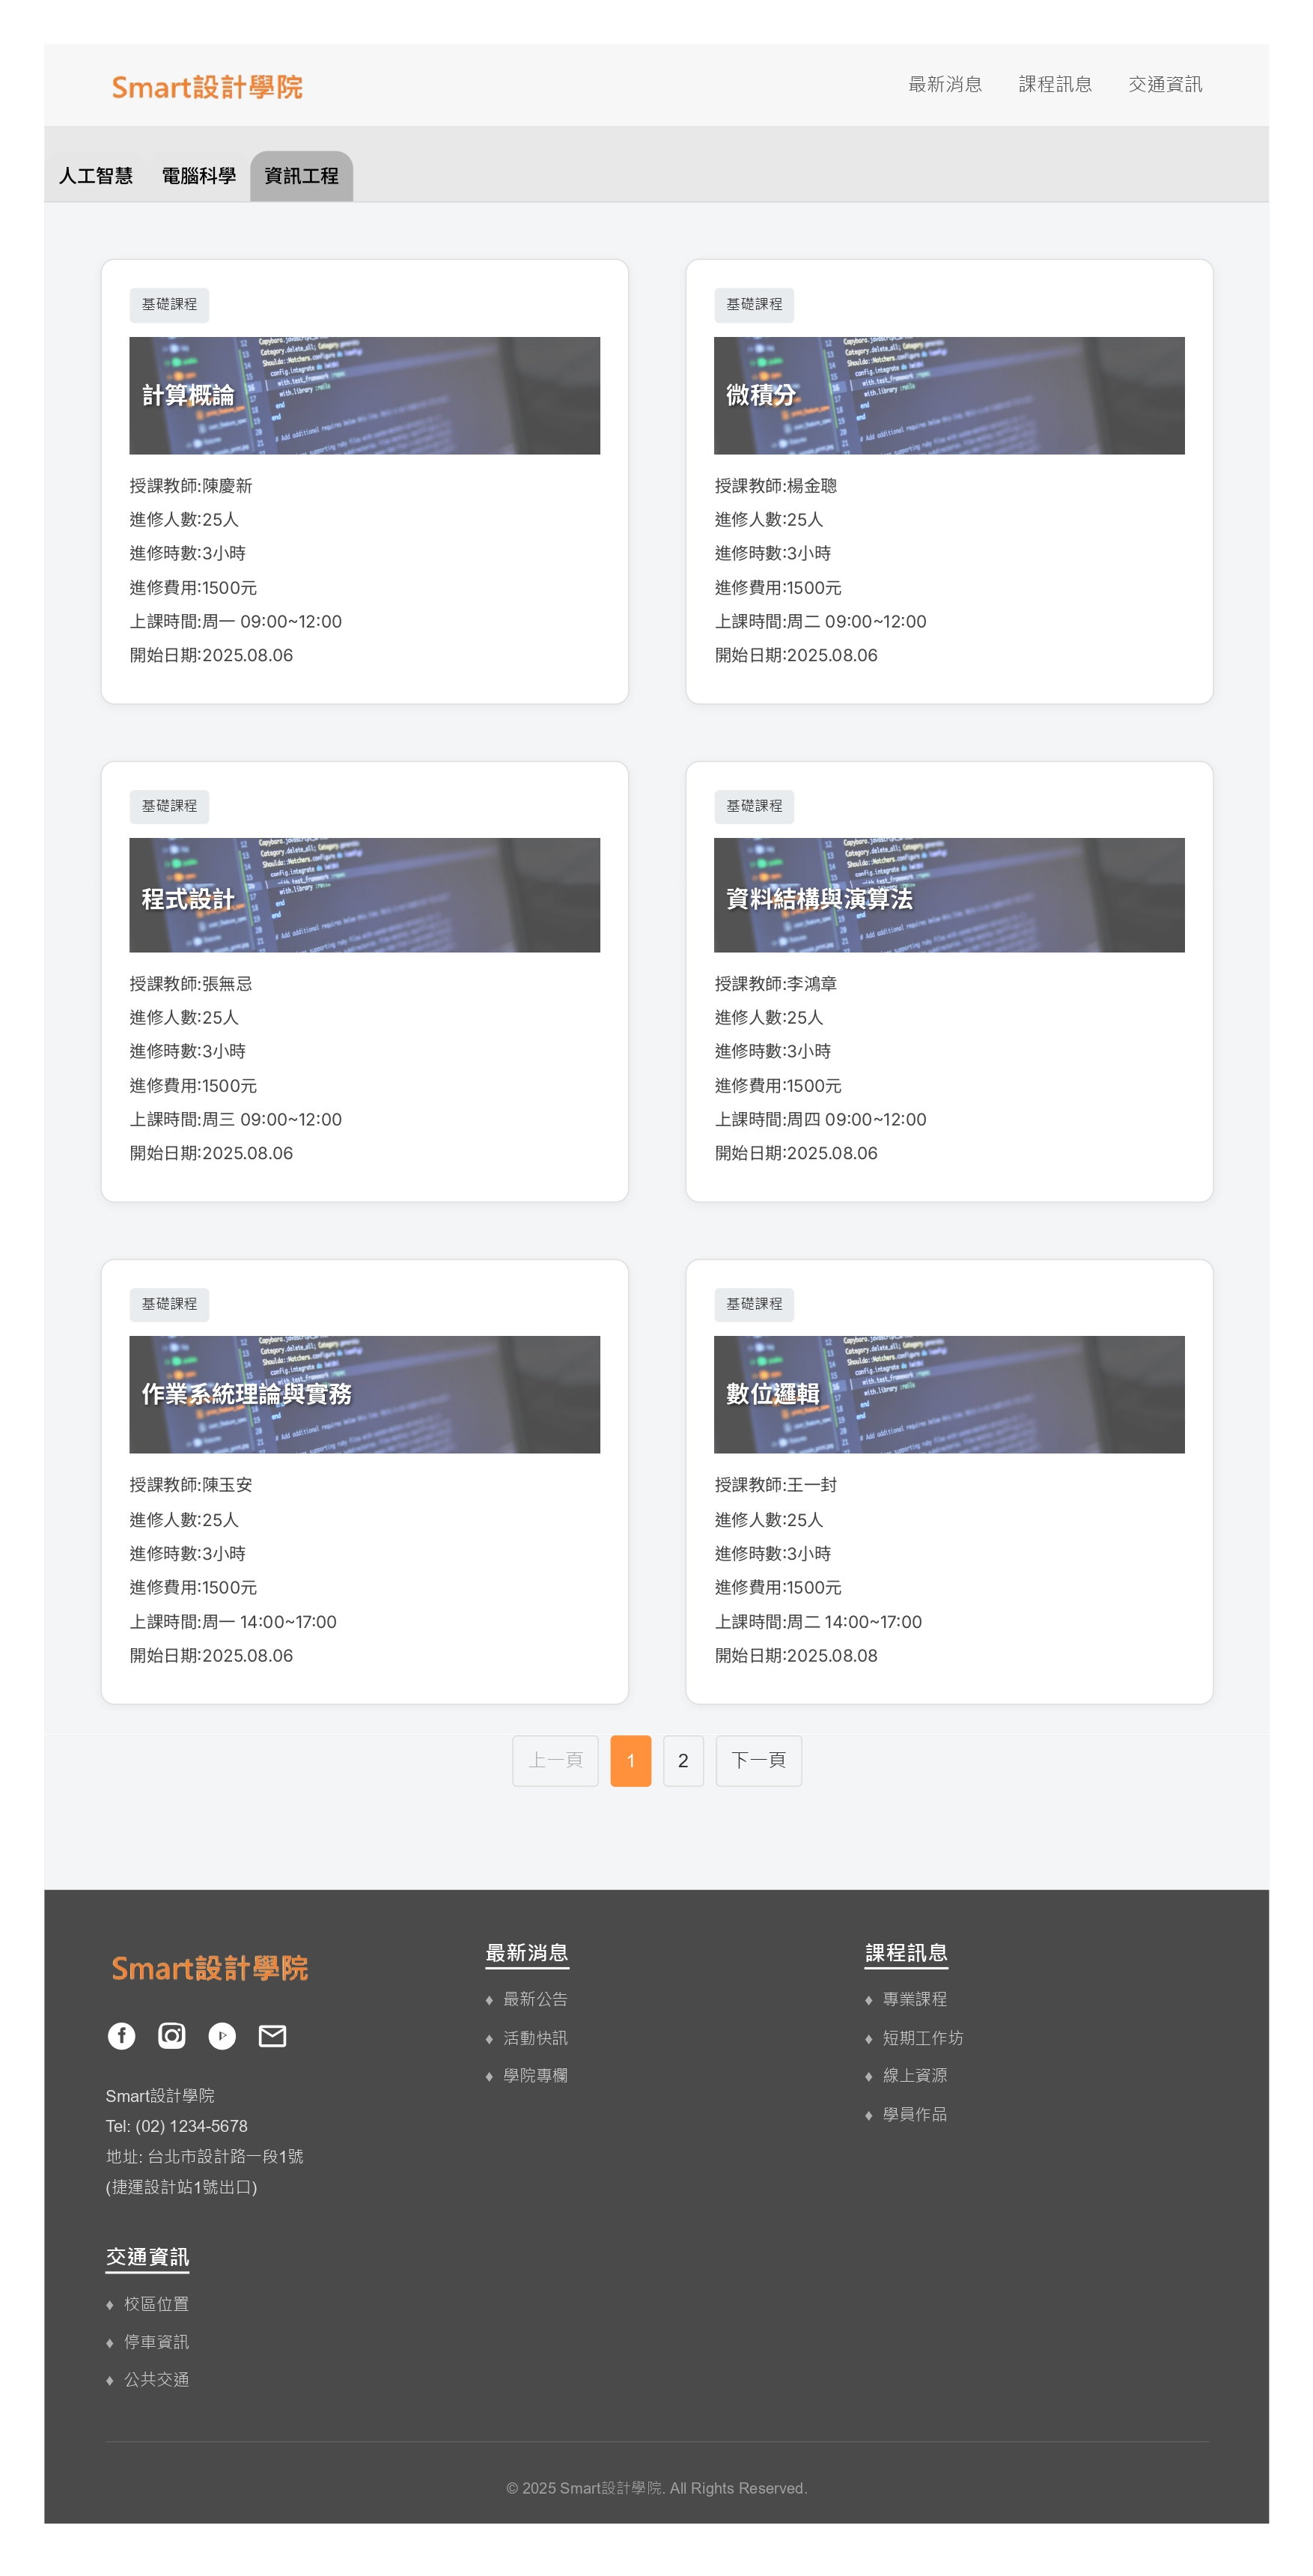 Smart設計學院
最新消息 課程訊息 交通資訊
人工智慧 電腦科學 資訊工程
基礎課程
計算概論
授課教師:陳慶新
進修人數:25人
進修時數:3小時
進修費用:1500元
上課時間:周一 09:00~12:00
開始日期:2025.08.06
基礎課程
微積分
授課教師:楊金聰
進修人數:25人
進修時數:3小時
進修費用:1500元
上課時間:周二 09:00~12:00
開始日期:2025.08.06
基礎課程
程式設計
授課教師:張無忌
進修人數:25人
進修時數:3小時
進修費用:1500元
上課時間:周三 09:00~12:00
開始日期:2025.08.06
基礎課程
資料結構與演算法
授課教師:李鴻章
進修人數:25人
進修時數:3小時
進修費用:1500元
上課時間:周四 09:00~12:00
開始日期:2025.08.06
基礎課程
作業系統理論與實務
授課教師:陳玉安
進修人數:25人
進修時數:3小時
進修費用:1500元
上課時間:周一 14:00~17:00
開始日期:2025.08.06
基礎課程
數位邏輯
授課教師:王一封
進修人數:25人
進修時數:3小時
進修費用:1500元
上課時間:周二 14:00~17:00
開始日期:2025.08.08
上一頁 1 2 下一頁
Smart設計學院
Smart設計學院
Tel: (02) 1234-5678
地址: 台北市設計路一段1號
(捷運設計站1號出口)
最新消息
♦ 最新公告
♦ 活動快訊
♦ 學院專欄
課程訊息
♦ 專業課程
♦ 短期工作坊
♦ 線上資源
♦ 學員作品
交通資訊
♦ 校區位置
♦ 停車資訊
♦ 公共交通
© 2025 Smart設計學院. All Rights Reserved.